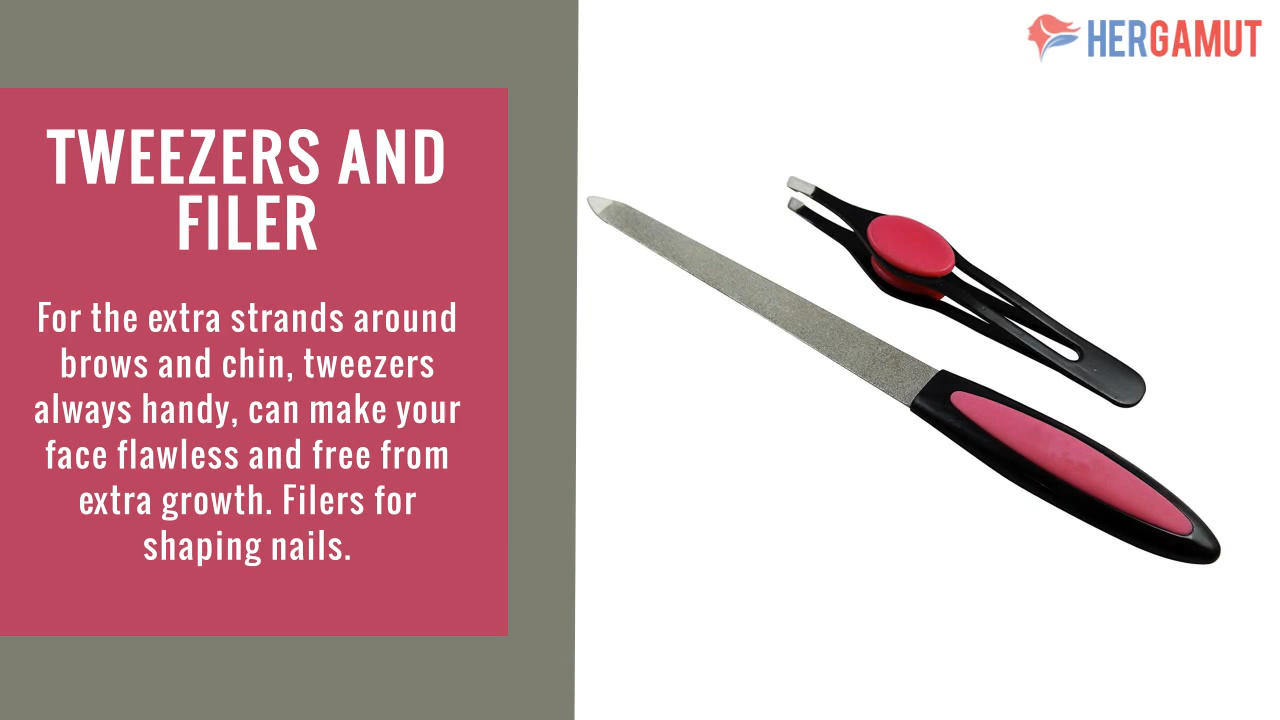 HERGAMUT
TWEEZERS AND
FILER
For the extra strands around
brows and chin, tweezers
always handy, can make your
face flawless and free from
extra growth. Filers for
shaping nails.